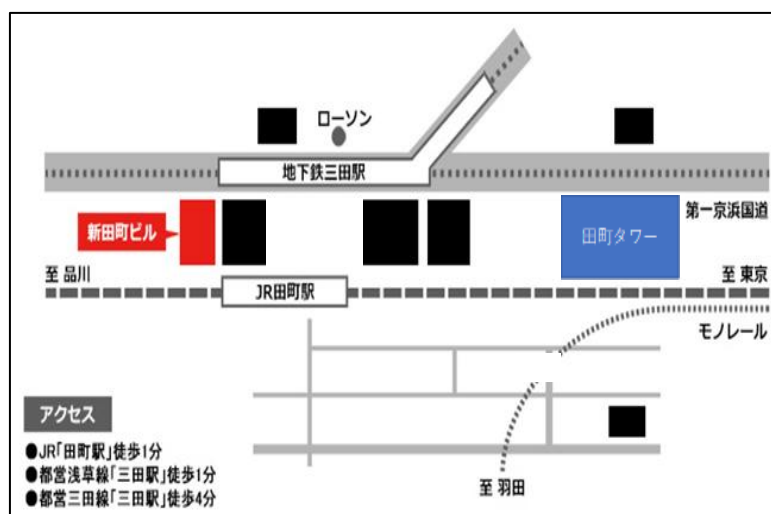 ローソン
地下鉄三田駅
第一京浜国道
新田町ビル
田町タワー
至 品川
至 東京
JR田町駅
モノレール
アクセス
●JR「田町駅」徒歩1分
●都営浅草線「三田駅」徒歩1分
●都営三田線「三田駅」徒歩4分
至 羽田